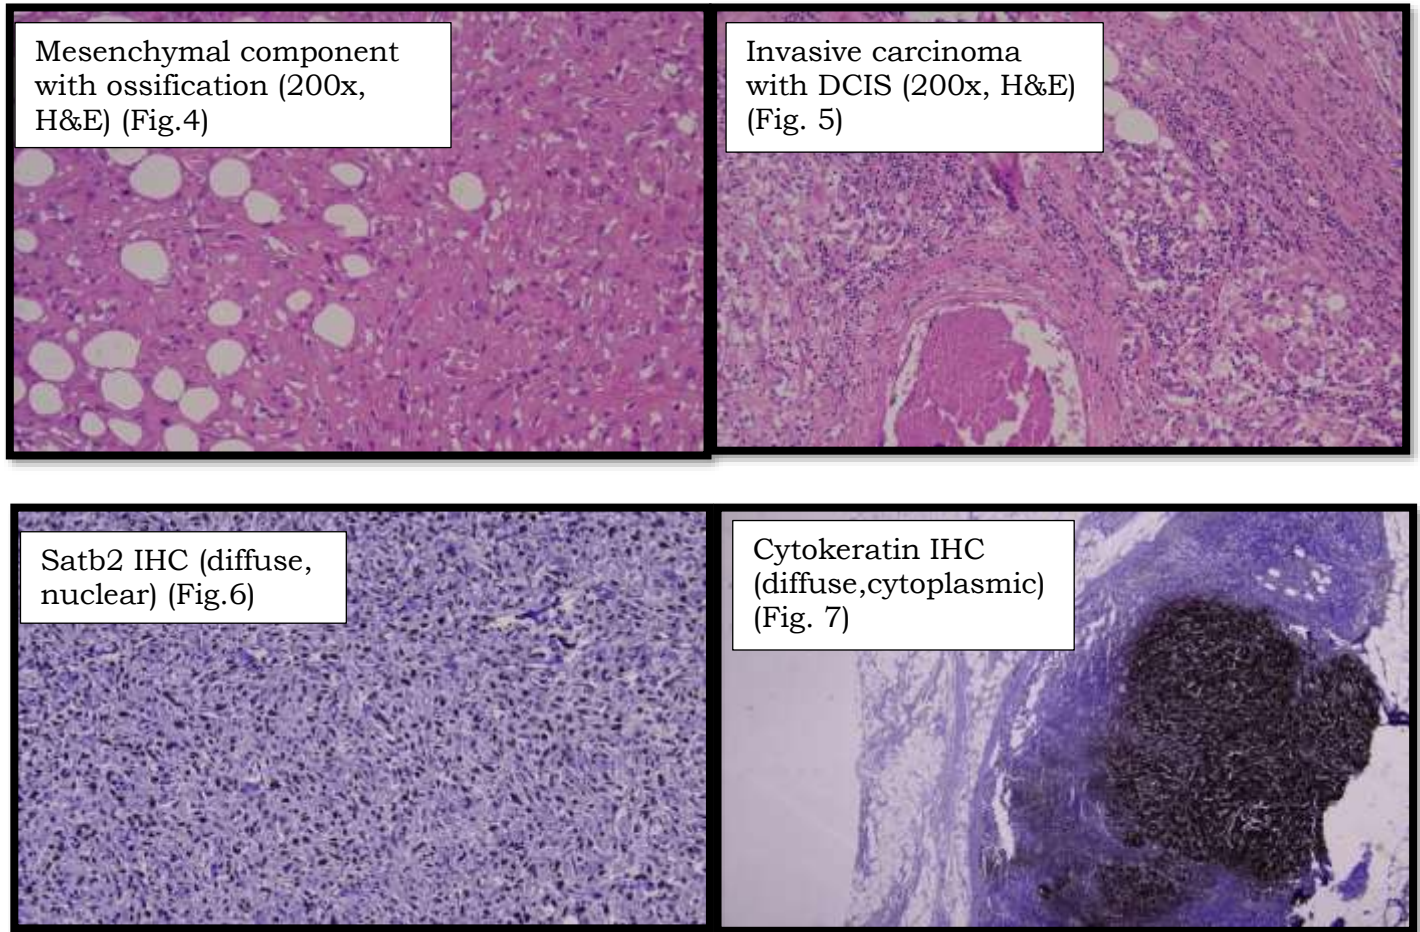 Mesenchymal component
with ossification (200x,
H&E) (Fig.4)
Invasive carcinoma
with DCIS (200x, H&E)
(Fig. 5)
Satb2 IHC (diffuse,
nuclear) (Fig.6)
Cytokeratin IHC
(diffuse,cytoplasmic)
(Fig. 7)